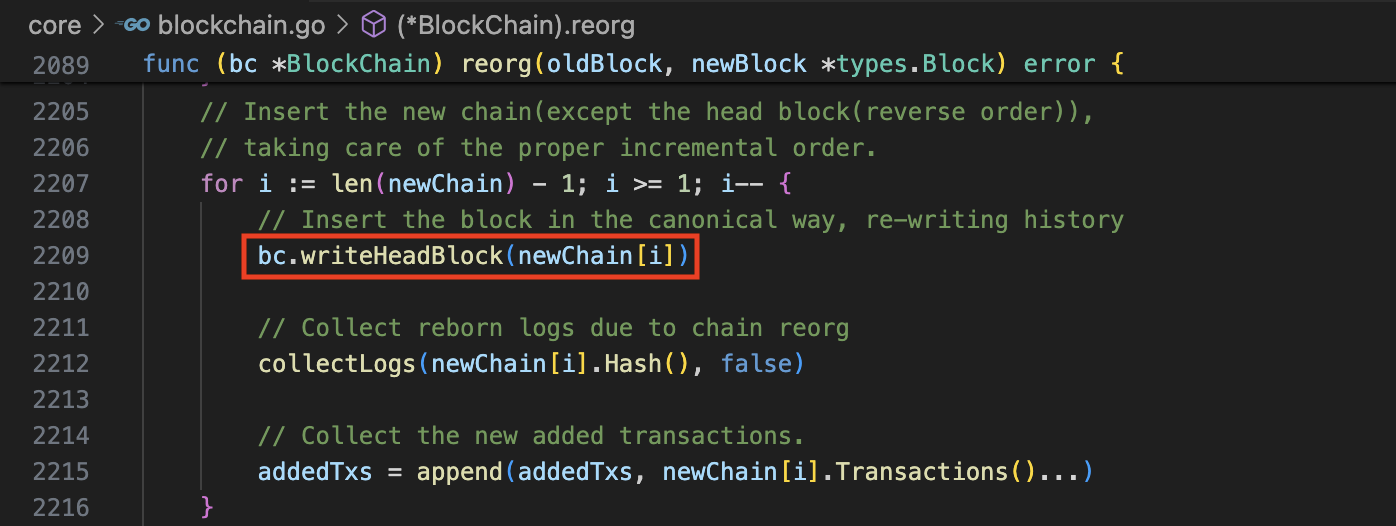 core > GO blockchain.go > (*BlockChain).reorg
2089 func (bc *BlockChain) reorg(oldBlock, newBlock *types.Block) error {
2205 // Insert the new chain(except the head block(reverse order)),
2206 // taking care of the proper incremental order.
2207 for i := len(newChain) - 1; i >= 1; i-- {
2208 // Insert the block in the canonical way, re-writing history
2209 bc.writeHeadBlock(newChain[i])
2210
2211 // Collect reborn logs due to chain reorg
2212 collectLogs(newChain[i].Hash(), false)
2213
2214 // Collect the new added transactions.
2215 addedTxs = append(addedTxs, newChain[i].Transactions()...)
2216 }